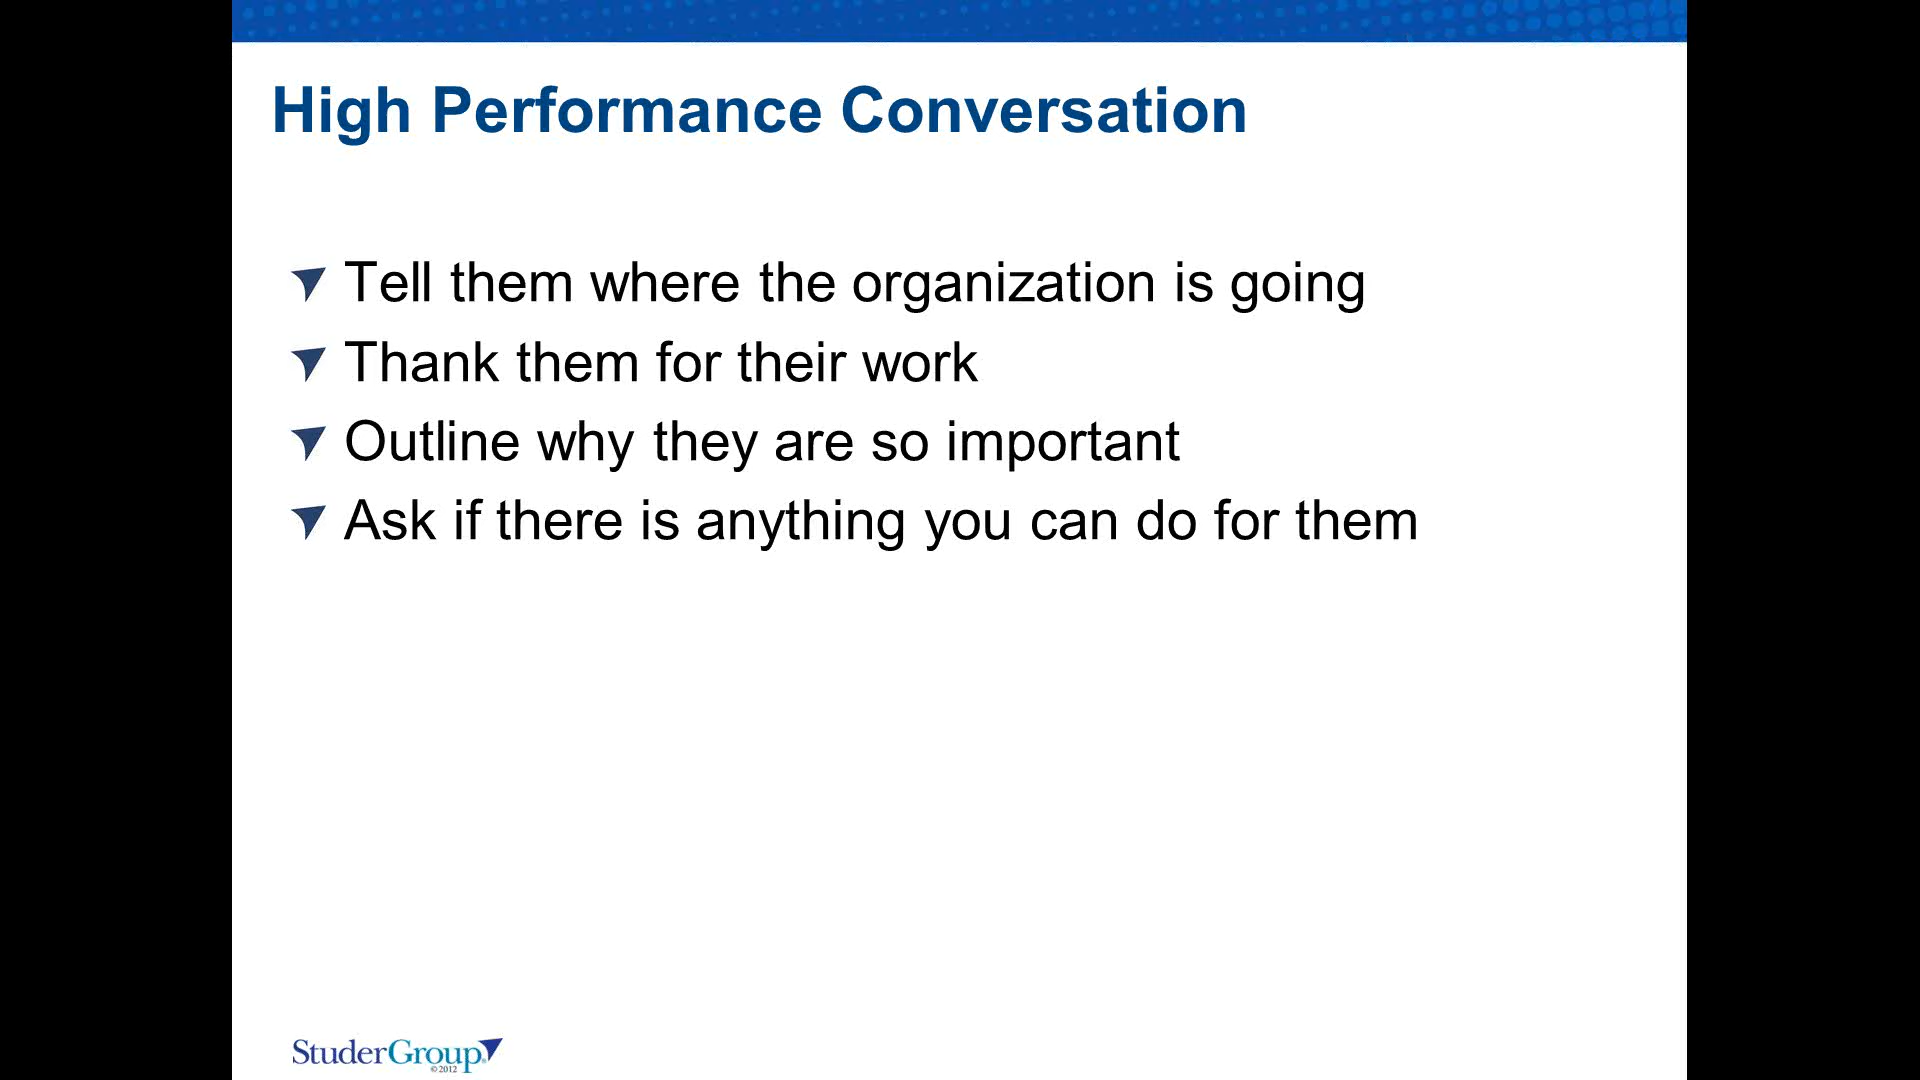 High Performance Conversation
Tell them where the organization is going
Thank them for their work
Outline why they are so important
Ask if there is anything you can do for them
StuderGroup®
©2012